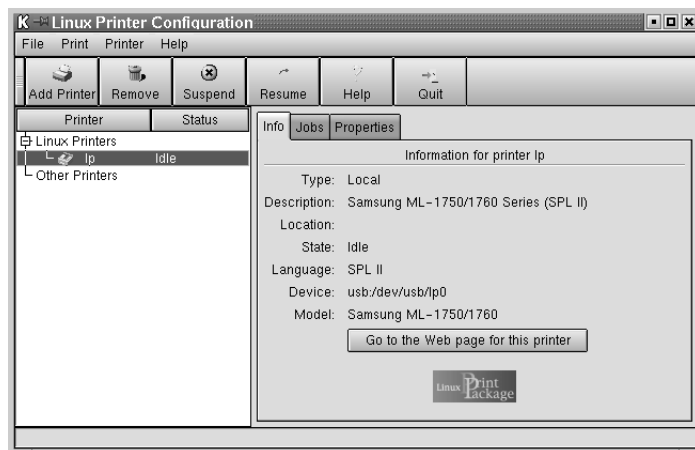 Linux Printer Configuration
File Print Printer Help
Add Printer Remove Suspend Resume Help Quit
Printer Status
Linux Printers
lp Idle
Other Printers
Info Jobs Properties
Information for printer lp
Type: Local
Description: Samsung ML-1750/1760 Series (SPL II)
Location:
State: Idle
Language: SPL II
Device: usb:/dev/usb/lp0
Model: Samsung ML-1750/1760
Go to the Web page for this printer
Linux Print Package